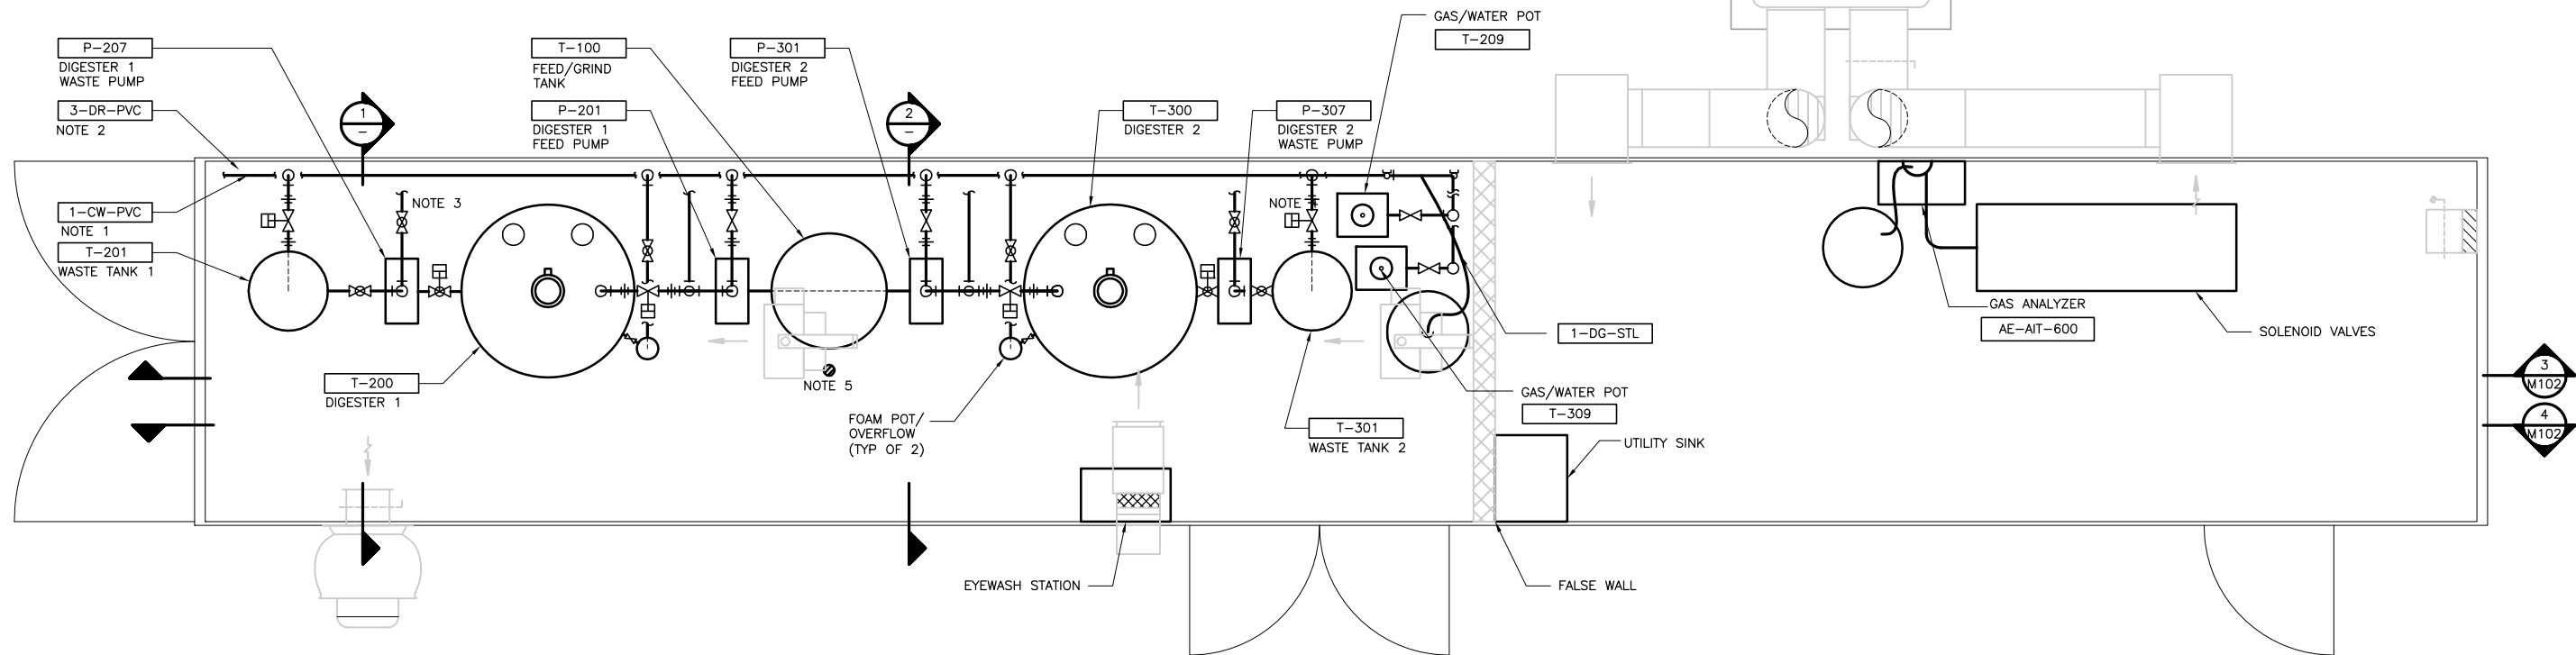 P-207
DIGESTER 1
WASTE PUMP
3-DR-PVC
NOTE 2
1-CW-PVC
NOTE 1
T-201
WASTE TANK 1
1
–
NOTE 3
T-200
DIGESTER 1
T-100
FEED/GRIND
TANK
P-201
DIGESTER 1
FEED PUMP
P-301
DIGESTER 2
FEED PUMP
2
–
NOTE 5
FOAM POT/
OVERFLOW
(TYP OF 2)
T-300
DIGESTER 2
P-307
DIGESTER 2
WASTE PUMP
NOTE
GAS/WATER POT
T-209
1-DG-STL
GAS/WATER POT
T-309
T-301
WASTE TANK 2
UTILITY SINK
EYEWASH STATION
FALSE WALL
GAS ANALYZER
AE-AIT-600
SOLENOID VALVES
3
M102
4
M102